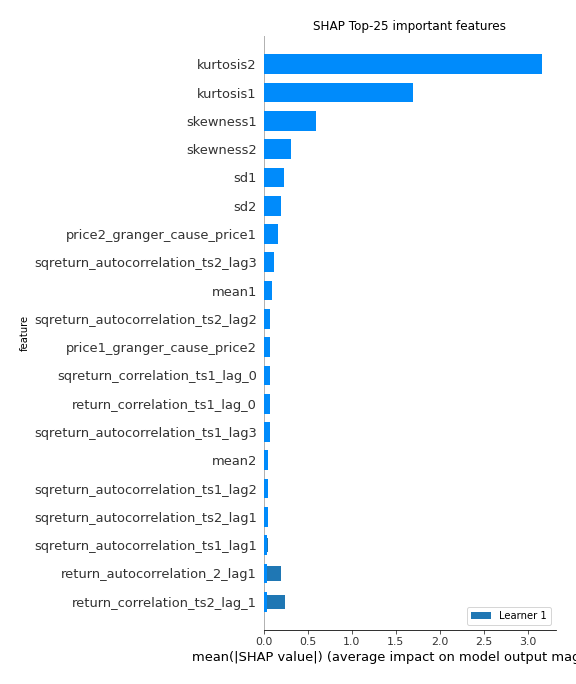 SHAP Top-25 important features
kurtosis2
kurtosis1
skewness1
skewness2
sd1
sd2
price2_granger_cause_price1
sqreturn_autocorrelation_ts2_lag3
mean1
sqreturn_autocorrelation_ts2_lag2
price1_granger_cause_price2
sqreturn_correlation_ts1_lag_0
return_correlation_ts1_lag_0
sqreturn_autocorrelation_ts1_lag3
mean2
sqreturn_autocorrelation_ts1_lag2
sqreturn_autocorrelation_ts2_lag1
sqreturn_autocorrelation_ts1_lag1
return_autocorrelation_2_lag1
return_correlation_ts2_lag_1
feature
Learner 1
0.0 0.5 1.0 1.5 2.0 2.5 3.0
mean(|SHAP value|) (average impact on model output mag